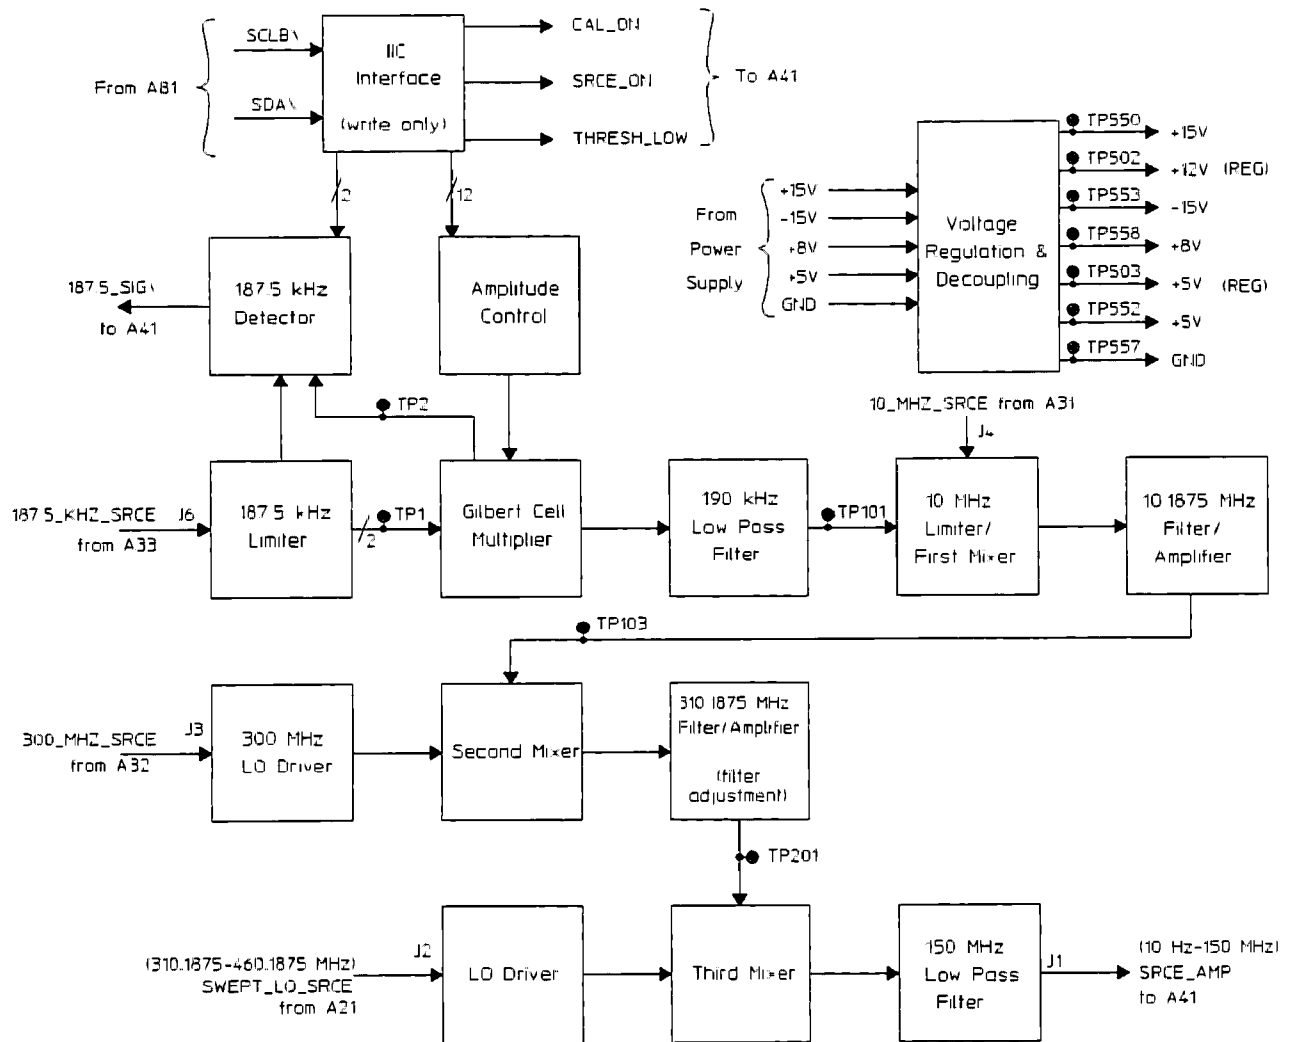 SCLB\
SDA\
From A81
IIC
Interface
(write only)
CAL_ON
SRCE_ON
THRESH_LOW
To A41
2
12
From
Power
Supply
+15V
-15V
+8V
+5V
GND
Voltage
Regulation &
Decoupling
TP550
+15V
TP502
+12V (REG)
TP553
-15V
TP558
+8V
TP503
+5V (REG)
TP552
+5V
TP557
GND
187.5_SIG\
to A41
187.5 kHz
Detector
Amplitude
Control
TP2
10_MHZ_SRCE from A31
J4
187.5_KHZ_SRCE
from A33
J6
187.5 kHz
Limiter
2
TP1
Gilbert Cell
Multiplier
190 kHz
Low Pass
Filter
TP101
10 MHz
Limiter/
First Mixer
10.1875 MHz
Filter/
Amplifier
TP103
300_MHZ_SRCE
from A32
J3
300 MHz
LO Driver
Second Mixer
310.1875 MHz
Filter/Amplifier
(filter
adjustment)
TP201
(310.1875-460.1875 MHz)
SWEPT_LO_SRCE
from A21
J2
LO Driver
Third Mixer
150 MHz
Low Pass
Filter
J1
(10 Hz-150 MHz)
SRCE_AMP
to A41